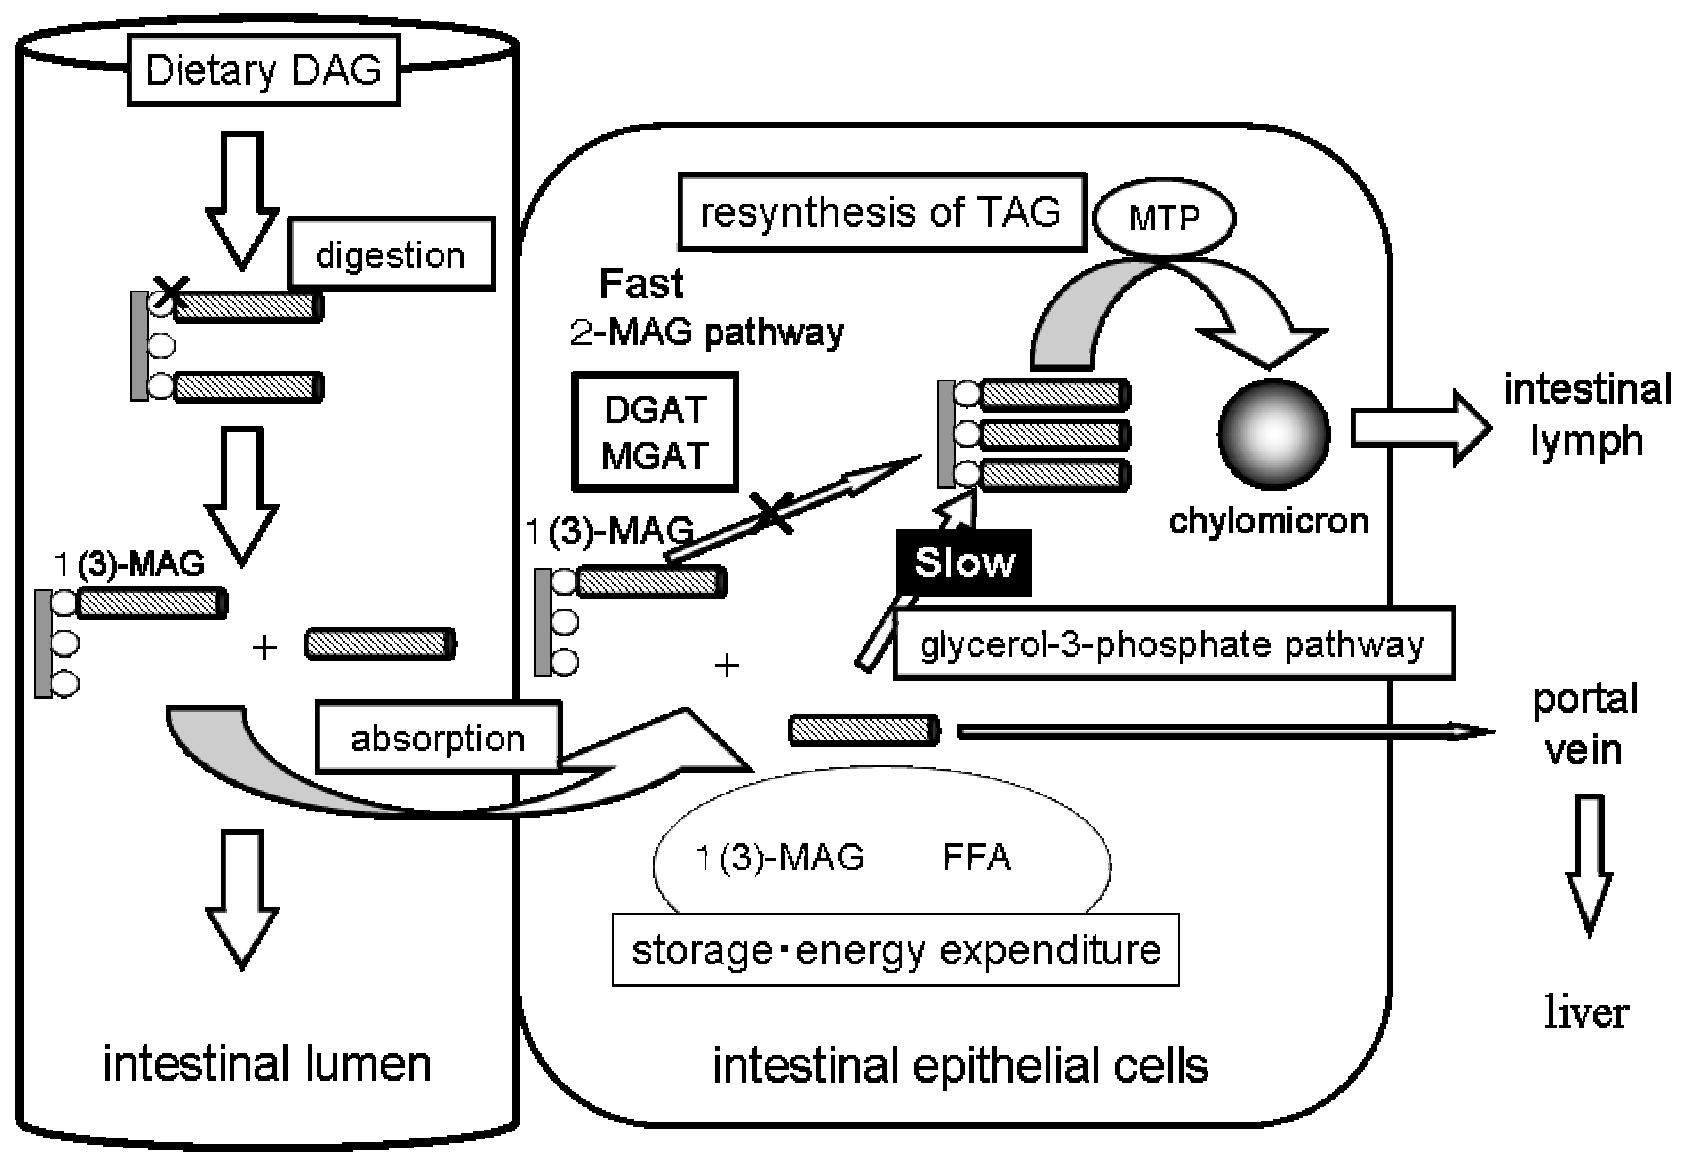 Dietary DAG
digestion
1(3)-MAG
+
absorption
intestinal lumen
resynthesis of TAG
MTP
Fast
2-MAG pathway
DGAT
MGAT
1(3)-MAG
+
Slow
glycerol-3-phosphate pathway
chylomicron
1(3)-MAG FFA
storage・energy expenditure
intestinal epithelial cells
intestinal
lymph
portal
vein
liver